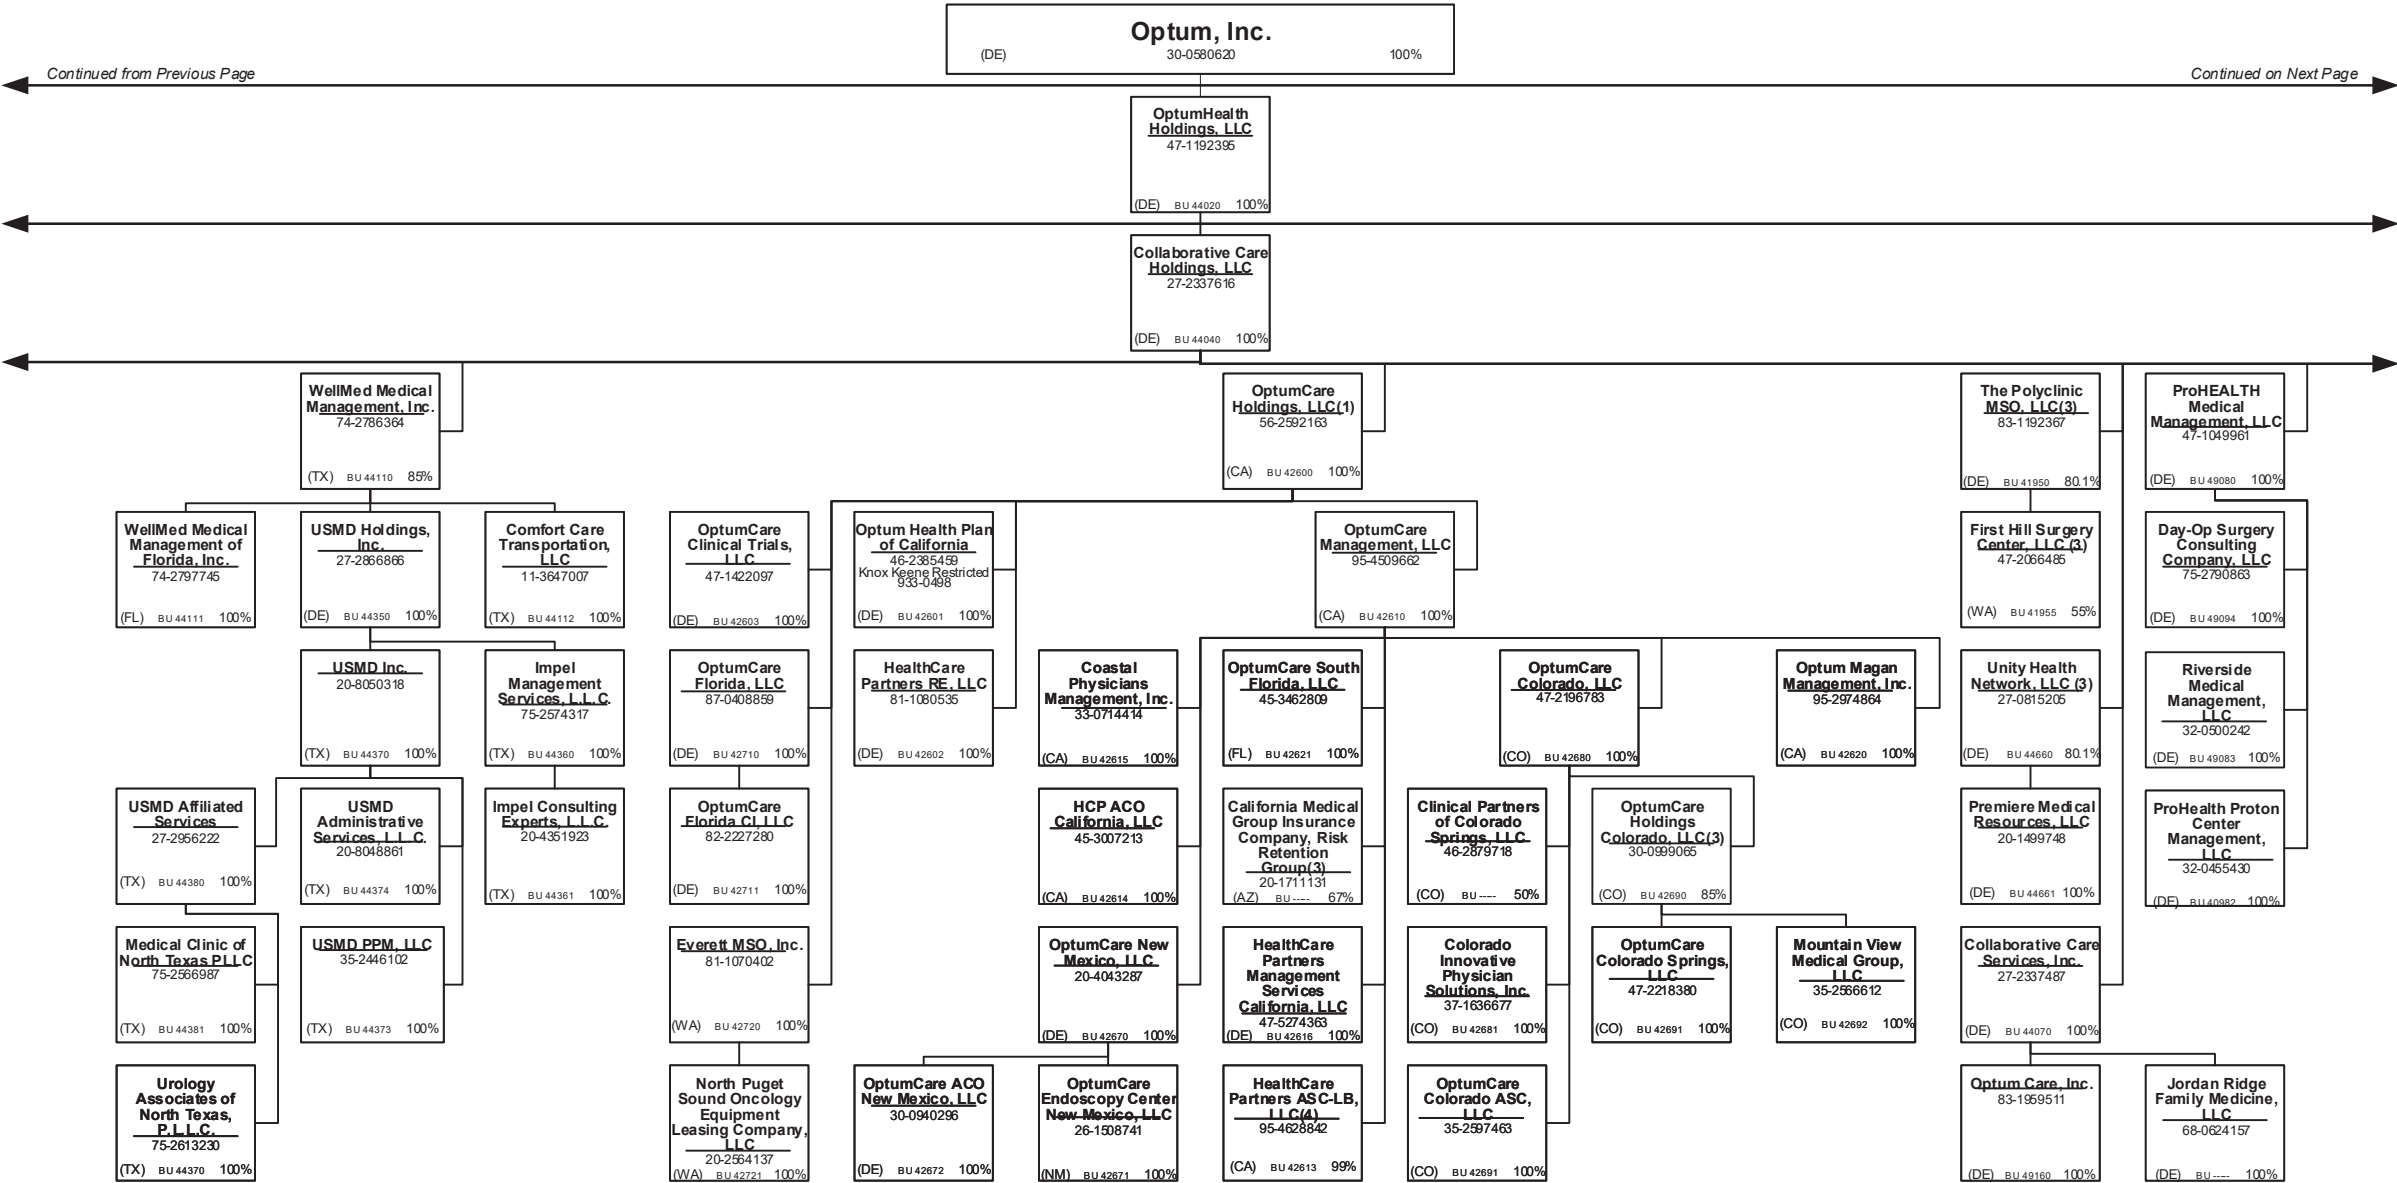 Optum, Inc.
(DE) 30-0580620 100%
Continued from Previous Page
Continued on Next Page
OptumHealth
Holdings, LLC
47-1192395
(DE) BU 44020 100%
Collaborative Care
Holdings, LLC
27-2337616
(DE) BU 44040 100%
WellMed Medical
Management, Inc.
74-2786364
(TX) BU 44110 85%
OptumCare
Holdings, LLC(1)
56-2592163
(CA) BU 42600 100%
The Polyclinic
MSO, LLC(3)
83-1192367
(DE) BU 41950 80.1%
ProHEALTH
Medical
Management, LLC
47-1049961
(DE) BU 49080 100%
WellMed Medical
Management of
Florida, Inc.
74-2797745
(FL) BU 44111 100%
USMD Holdings,
Inc.
27-2866866
(DE) BU 44350 100%
Comfort Care
Transportation,
LLC
11-3647007
(TX) BU 44112 100%
OptumCare
Clinical Trials,
LLC
47-1422097
(DE) BU 42603 100%
Optum Health Plan
of California
46-2385459
Knox Keene Restricted
933-0498
(DE) BU 42601 100%
OptumCare
Management, LLC
95-4509662
(CA) BU 42610 100%
First Hill Surgery
Center, LLC (3)
47-2066485
(WA) BU 41955 55%
Day-Op Surgery
Consulting
Company, LLC
75-2790863
(DE) BU 49094 100%
USMD Inc.
20-8050318
(TX) BU 44370 100%
Impel
Management
Services, L.L.C.
75-2574317
(TX) BU 44360 100%
OptumCare
Florida, LLC
87-0408859
(DE) BU 42710 100%
HealthCare
Partners RE, LLC
81-1080535
(DE) BU 42602 100%
Coastal
Physicians
Management, Inc.
33-0714414
(CA) BU 42615 100%
OptumCare South
Florida, LLC
45-3462809
(FL) BU 42621 100%
OptumCare
Colorado, LLC
47-2196783
(CO) BU 42680 100%
Optum Magan
Management, Inc.
95-2974864
(CA) BU 42620 100%
Unity Health
Network, LLC (3)
27-0815205
(DE) BU 44660 80.1%
Riverside
Medical
Management,
LLC
32-0500242
(DE) BU 49083 100%
USMD Affiliated
Services
27-2956222
(TX) BU 44380 100%
USMD
Administrative
Services, L.L.C.
20-8048861
(TX) BU 44374 100%
Impel Consulting
Experts, L.L.C.
20-4351923
(TX) BU 44361 100%
OptumCare
Florida CI, LLC
82-2227280
(DE) BU 42711 100%
HCP ACO
California, LLC
45-3007213
(CA) BU 42614 100%
California Medical
Group Insurance
Company, Risk
Retention
Group(3)
20-1711131
(AZ) BU ---- 67%
Clinical Partners
of Colorado
Springs, LLC
46-2879718
(CO) BU ---- 50%
OptumCare
Holdings
Colorado, LLC(3)
30-0999065
(CO) BU 42690 85%
Premiere Medical
Resources, LLC
20-1499748
(DE) BU 44661 100%
ProHealth Proton
Center
Management,
LLC
32-0455430
(DE) BU 40982 100%
Medical Clinic of
North Texas PLLC
75-2566987
(TX) BU 44381 100%
USMD PPM, LLC
35-2446102
(TX) BU 44373 100%
Everett MSO, Inc.
81-1070402
(WA) BU 42720 100%
OptumCare New
Mexico, LLC
20-4043287
(DE) BU 42670 100%
HealthCare
Partners
Management
Services
California, LLC
47-5274363
(DE) BU 42616 100%
Colorado
Innovative
Physician
Solutions, Inc.
37-1636677
(CO) BU 42681 100%
OptumCare
Colorado Springs,
LLC
47-2218380
(CO) BU 42691 100%
Mountain View
Medical Group,
LLC
35-2566612
(CO) BU 42692 100%
Collaborative Care
Services, Inc.
27-2337487
(DE) BU 44070 100%
Urology
Associates of
North Texas,
P.L.L.C.
75-2613230
(TX) BU 44370 100%
North Puget
Sound Oncology
Equipment
Leasing Company,
LLC
20-2564137
(WA) BU 42721 100%
OptumCare ACO
New Mexico, LLC
30-0940296
(DE) BU 42672 100%
OptumCare
Endoscopy Center
New Mexico, LLC
26-1508741
(NM) BU 42671 100%
HealthCare
Partners ASC-LB,
LLC(4)
95-4628842
(CA) BU 42613 99%
OptumCare
Colorado ASC,
LLC
35-2597463
(CO) BU 42691 100%
Optum Care, Inc.
83-1959511
(DE) BU 49160 100%
Jordan Ridge
Family Medicine,
LLC
68-0624157
(DE) BU ---- 100%